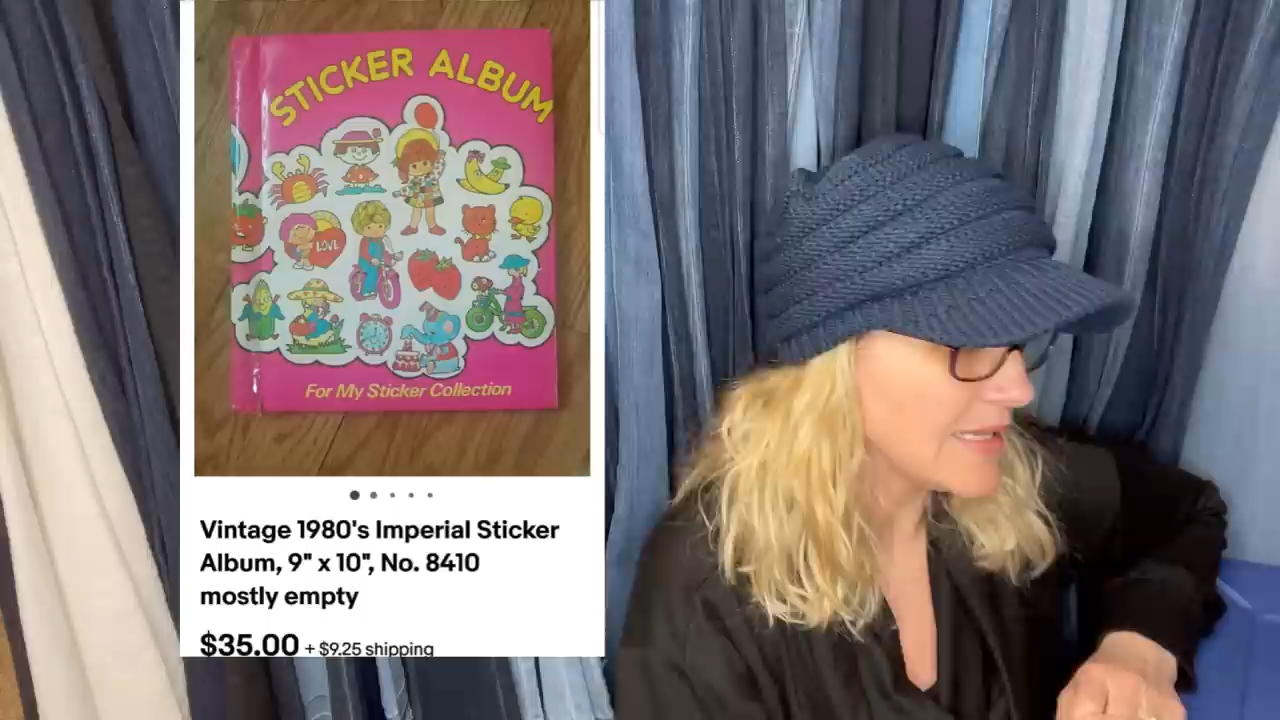 STICKER ALBUM
LOVE
For My Sticker Collection
Vintage 1980's Imperial Sticker
Album, 9" x 10", No. 8410
mostly empty
$35.00 + $9.25 shipping